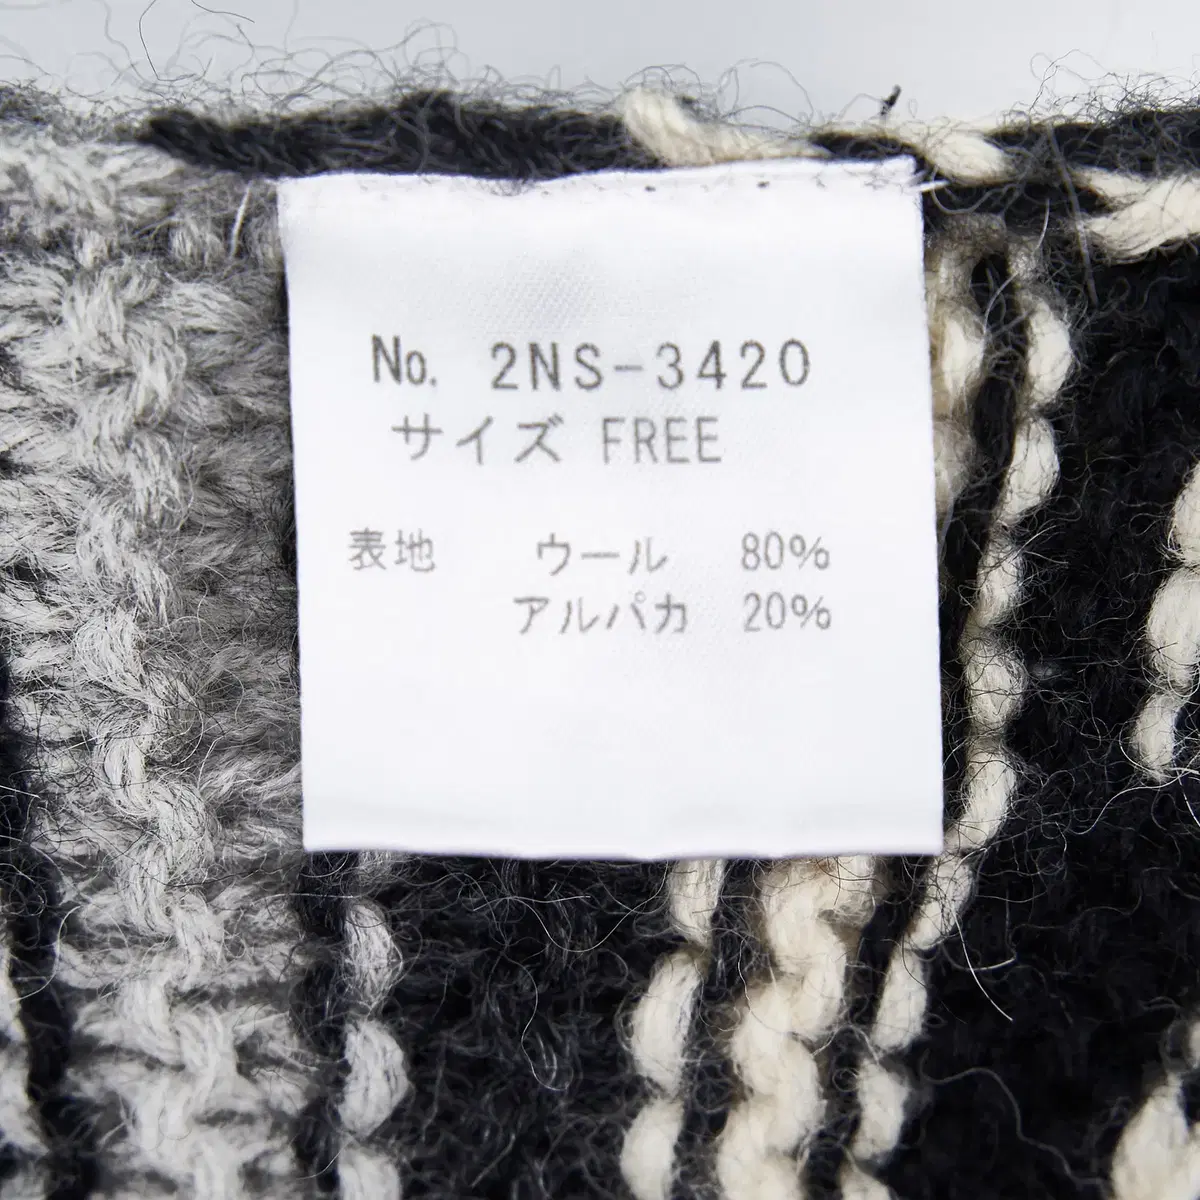 No. 2NS-3420
サイズ FREE
表地 ウール 80%
アルパカ 20%